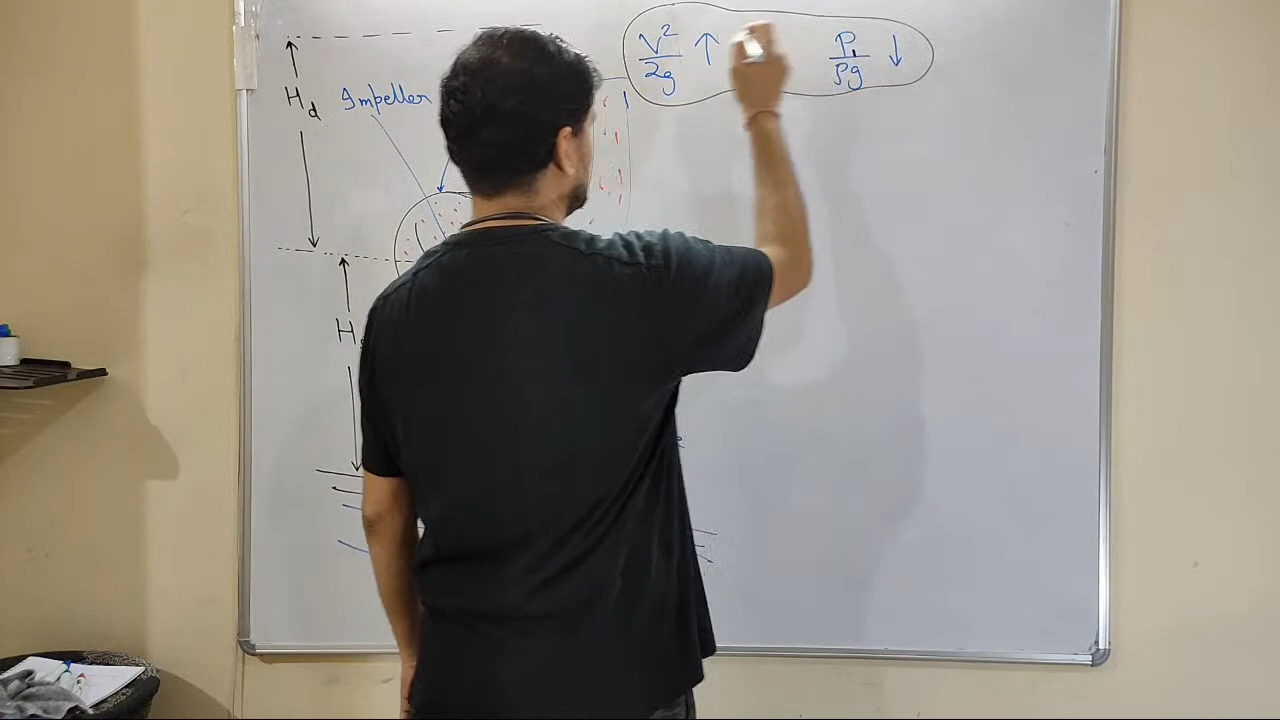 V²/2g ↑ P₁/ρg ↓
H_d Impeller
H